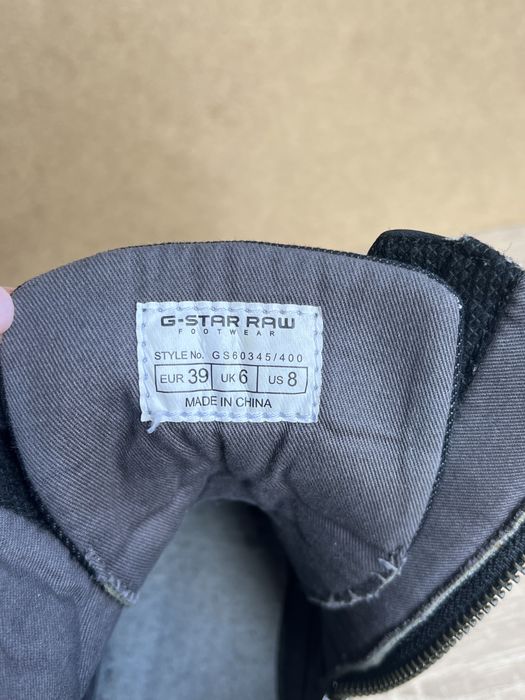 G-STAR RAW
FOOTWEAR
STYLE No. GS60345/400
EUR 39 UK 6 US 8
MADE IN CHINA